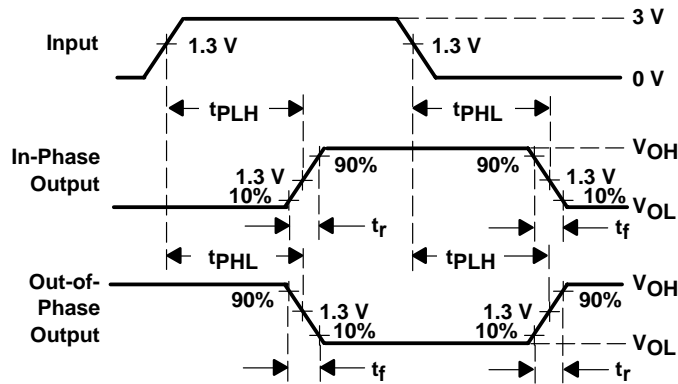 3 V
Input
1.3 V
1.3 V
0 V
tPLH
tPHL
In-Phase
Output
VOH
90%
90%
1.3 V
1.3 V
10%
10%
VOL
tr
tf
tPHL
tPLH
Out-of-
Phase
Output
VOH
90%
90%
1.3 V
1.3 V
10%
10%
VOL
tf
tr